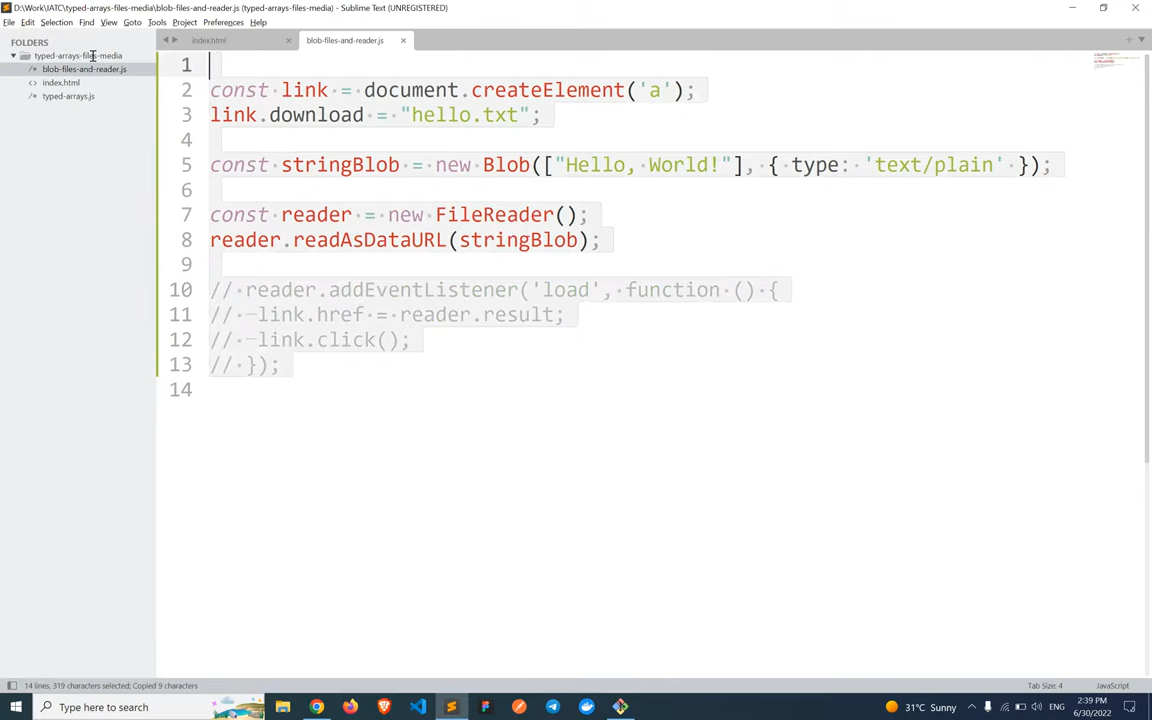 D:\Work\IATC\typed-arrays-files-media\blob-files-and-reader.js (typed-arrays-files-media) - Sublime Text (UNREGISTERED)
File Edit Selection Find View Goto Tools Project Preferences Help
FOLDERS
typed-arrays-files-media
blob-files-and-reader.js
index.html
typed-arrays.js
index.html
blob-files-and-reader.js
1
2 const link = document.createElement('a');
3 link.download = "hello.txt";
4
5 const stringBlob = new Blob(["Hello, World!"], { type: 'text/plain' });
6
7 const reader = new FileReader();
8 reader.readAsDataURL(stringBlob);
9
10 // reader.addEventListener('load', function () {
11 // link.href = reader.result;
12 // link.click();
13 // });
14
14 lines, 319 characters selected; Copied 9 characters
Tab Size: 4
JavaScript
Type here to search
31°C Sunny
ENG
2:39 PM
6/30/2022